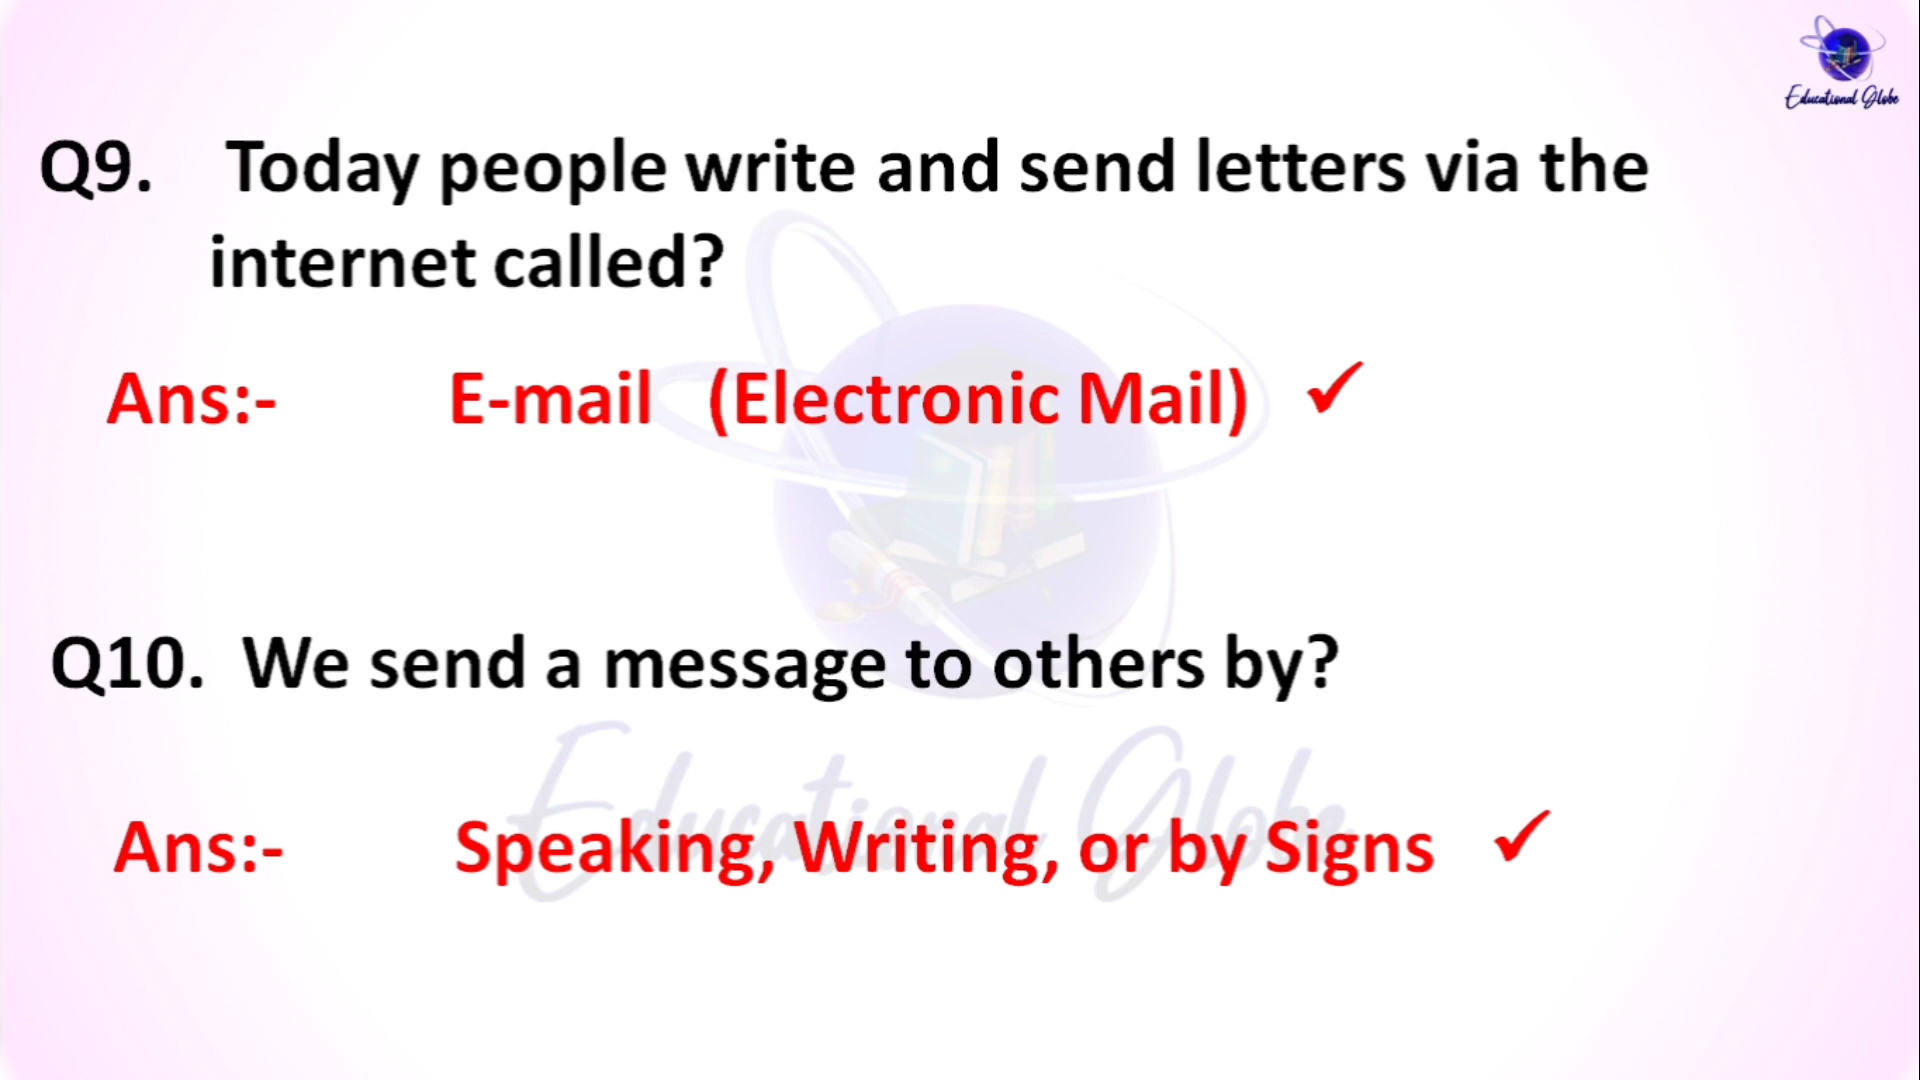 Educational Globe
Q9. Today people write and send letters via the
internet called?
Ans:- E-mail (Electronic Mail) ✓
Q10. We send a message to others by?
Educational Globe
Ans:- Speaking, Writing, or by Signs ✓